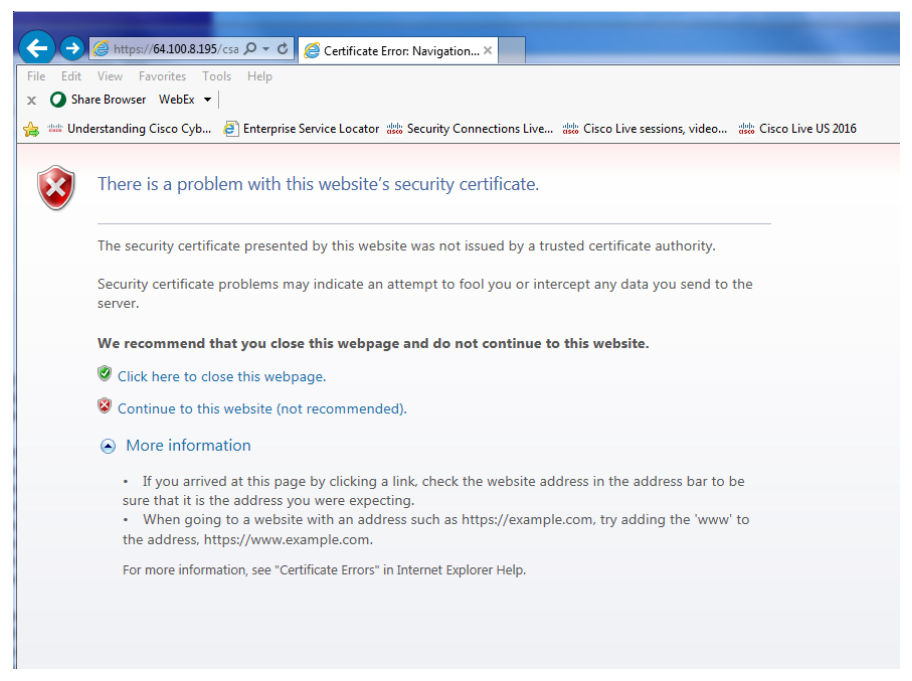 https://64.100.8.195/csa
Certificate Error: Navigation... ×
File Edit View Favorites Tools Help
x Share Browser WebEx
Understanding Cisco Cyb... Enterprise Service Locator Security Connections Live... Cisco Live sessions, video... Cisco Live US 2016
There is a problem with this website's security certificate.
The security certificate presented by this website was not issued by a trusted certificate authority.
Security certificate problems may indicate an attempt to fool you or intercept any data you send to the
server.
We recommend that you close this webpage and do not continue to this website.
Click here to close this webpage.
Continue to this website (not recommended).
More information
• If you arrived at this page by clicking a link, check the website address in the address bar to be
sure that it is the address you were expecting.
• When going to a website with an address such as https://example.com, try adding the 'www' to
the address, https://www.example.com.
For more information, see "Certificate Errors" in Internet Explorer Help.